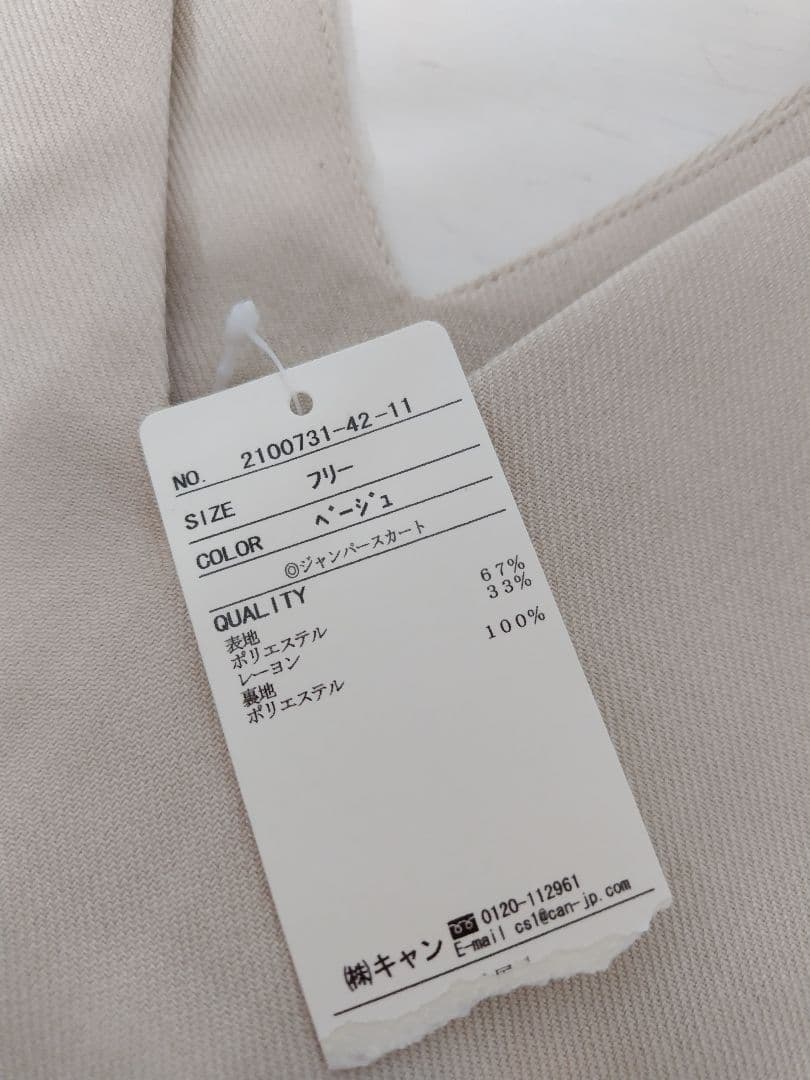 NO. 2100731-42-11
SIZE フリー
COLOR ベージュ
◎ジャンパースカート
QUALITY
表地
ポリエステル 67%
レーヨン 33%
裏地
ポリエステル 100%
㈱キャン 0120-112961
E-mail cs1@can-jp.com